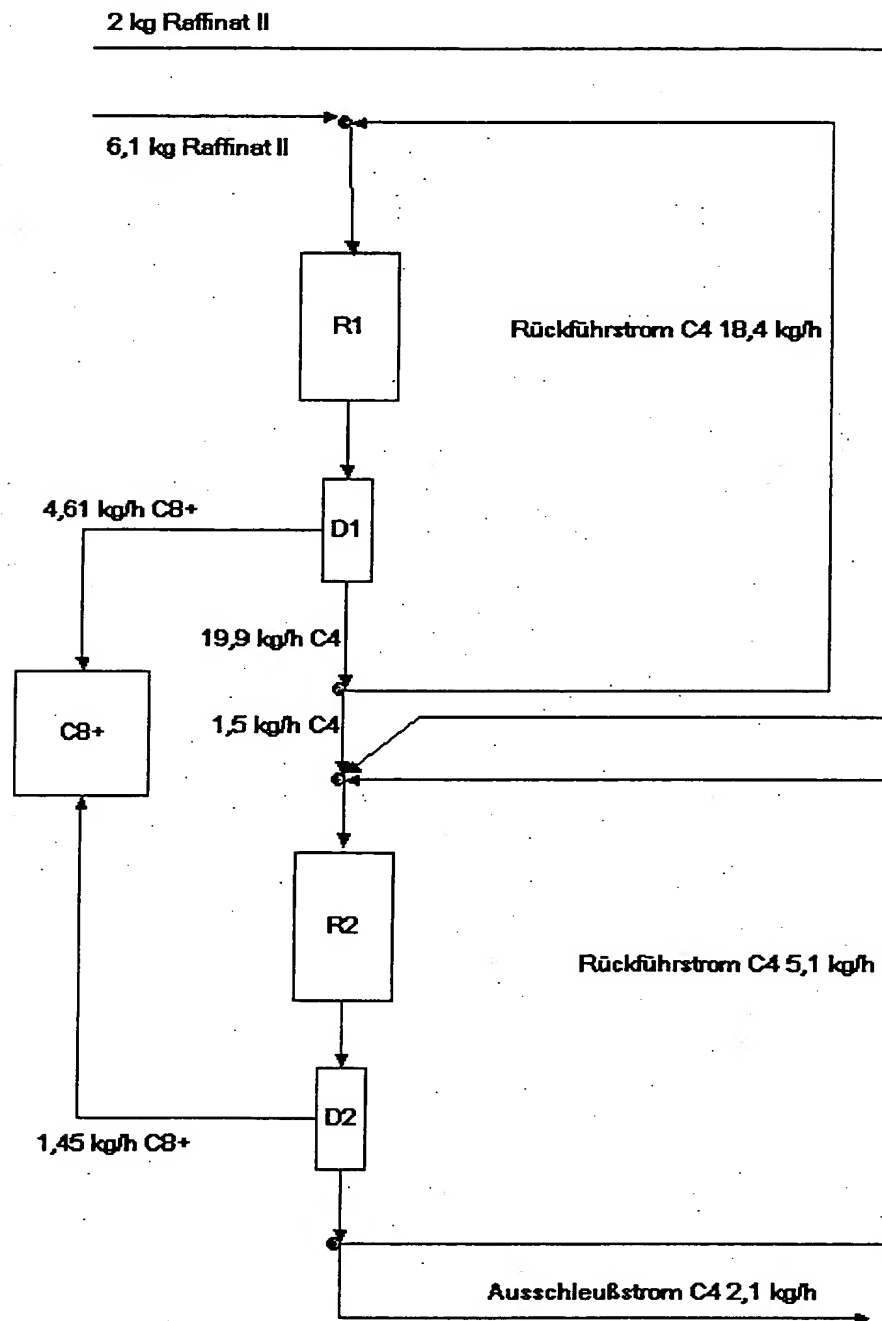 2 kg Raffinat II
6,1 kg Raffinat II
R1
Rückführstrom C4 18,4 kg/h
4,61 kg/h C8+
D1
19,9 kg/h C4
C8+
1,5 kg/h C4
R2
Rückführstrom C4 5,1 kg/h
D2
1,45 kg/h C8+
Ausschleußstrom C4 2,1 kg/h